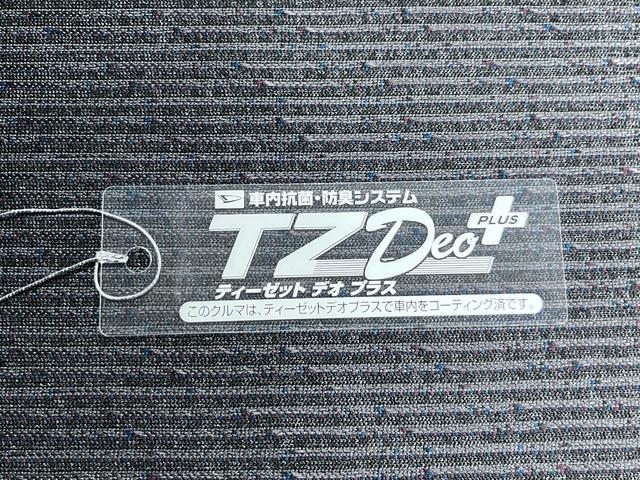 車内抗菌・防臭システム
TZ Deo PLUS
ティーゼット デオ プラス
このクルマは、ティーゼットデオプラスで車内をコーティング済です。